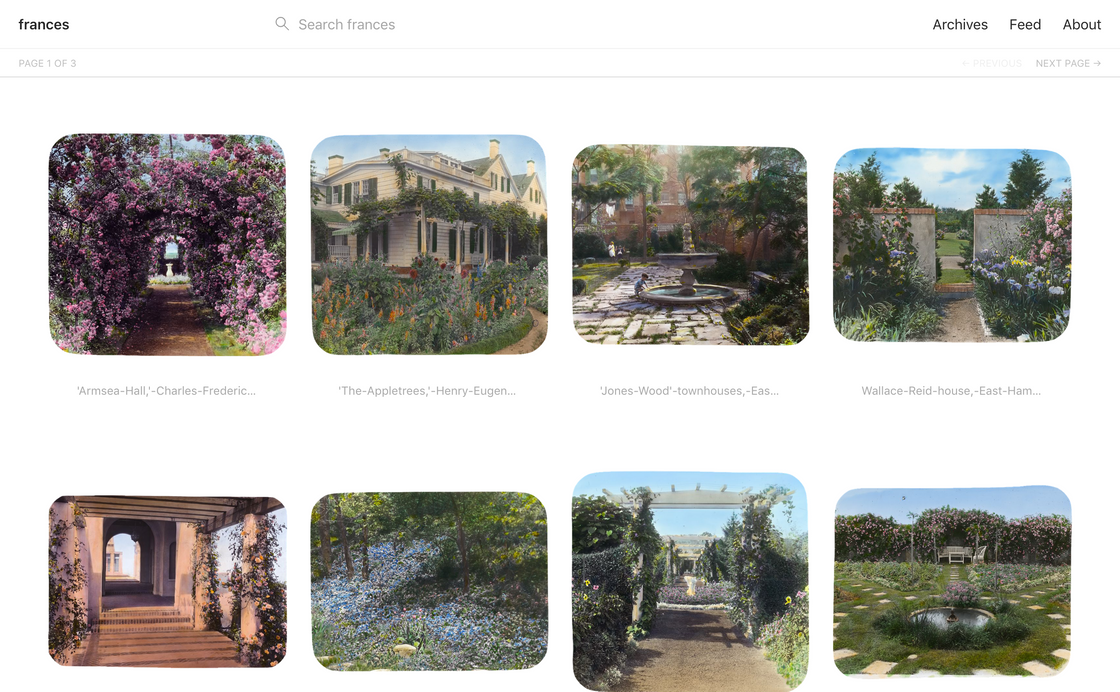 frances
Search frances
Archives
Feed
About
PAGE 1 OF 3
← PREVIOUS
NEXT PAGE →
'Armsea-Hall,'-Charles-Frederic...
'The-Appletrees,'-Henry-Eugen...
'Jones-Wood'-townhouses,-Eas...
Wallace-Reid-house,-East-Ham...